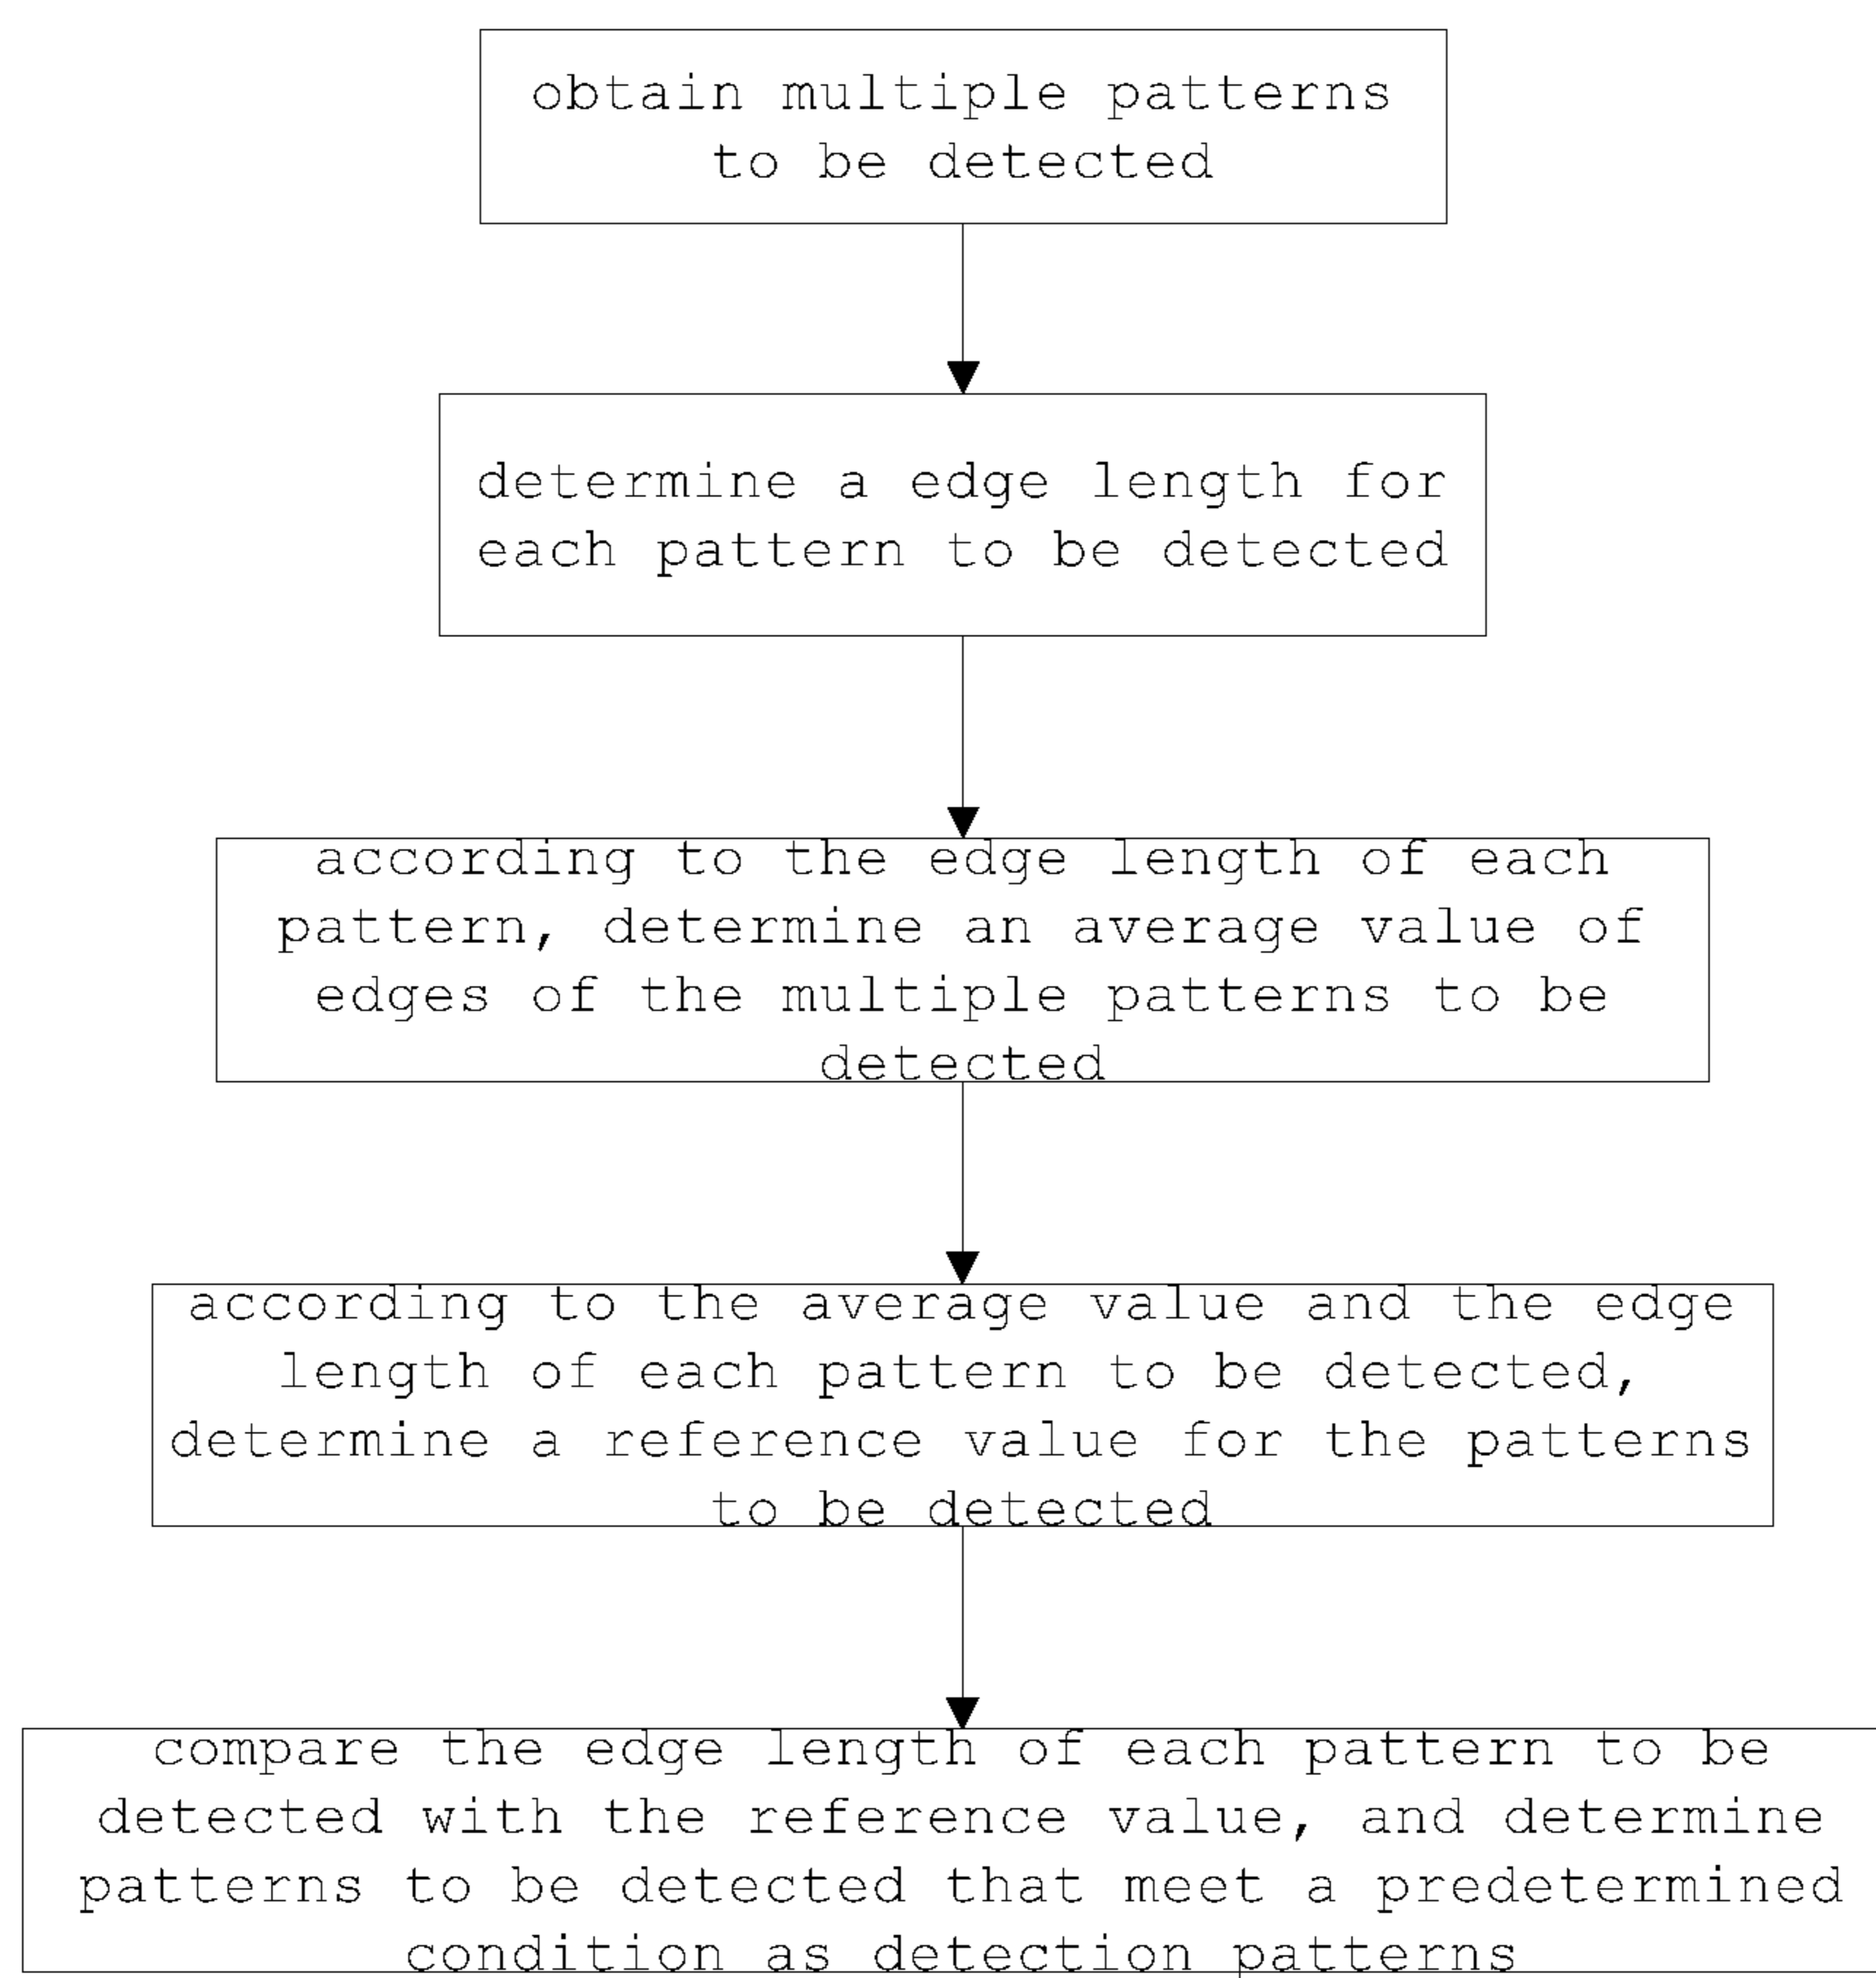 obtain multiple patterns
to be detected
determine a edge length for
each pattern to be detected
according to the edge length of each
pattern, determine an average value of
edges of the multiple patterns to be
detected
according to the average value and the edge
length of each pattern to be detected,
determine a reference value for the patterns
to be detected
compare the edge length of each pattern to be
detected with the reference value, and determine
patterns to be detected that meet a predetermined
condition as detection patterns